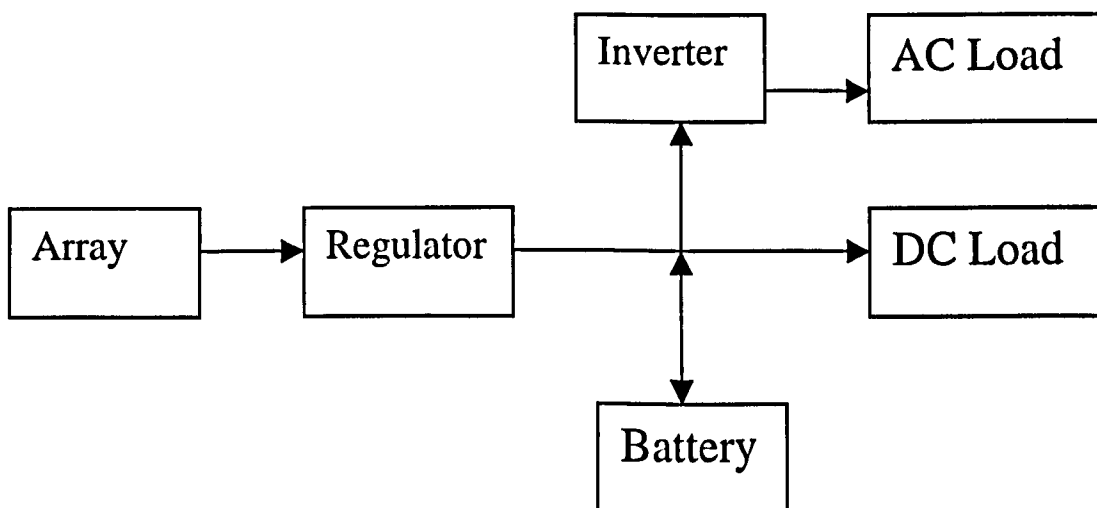 Inverter
AC Load
Array
Regulator
DC Load
Battery